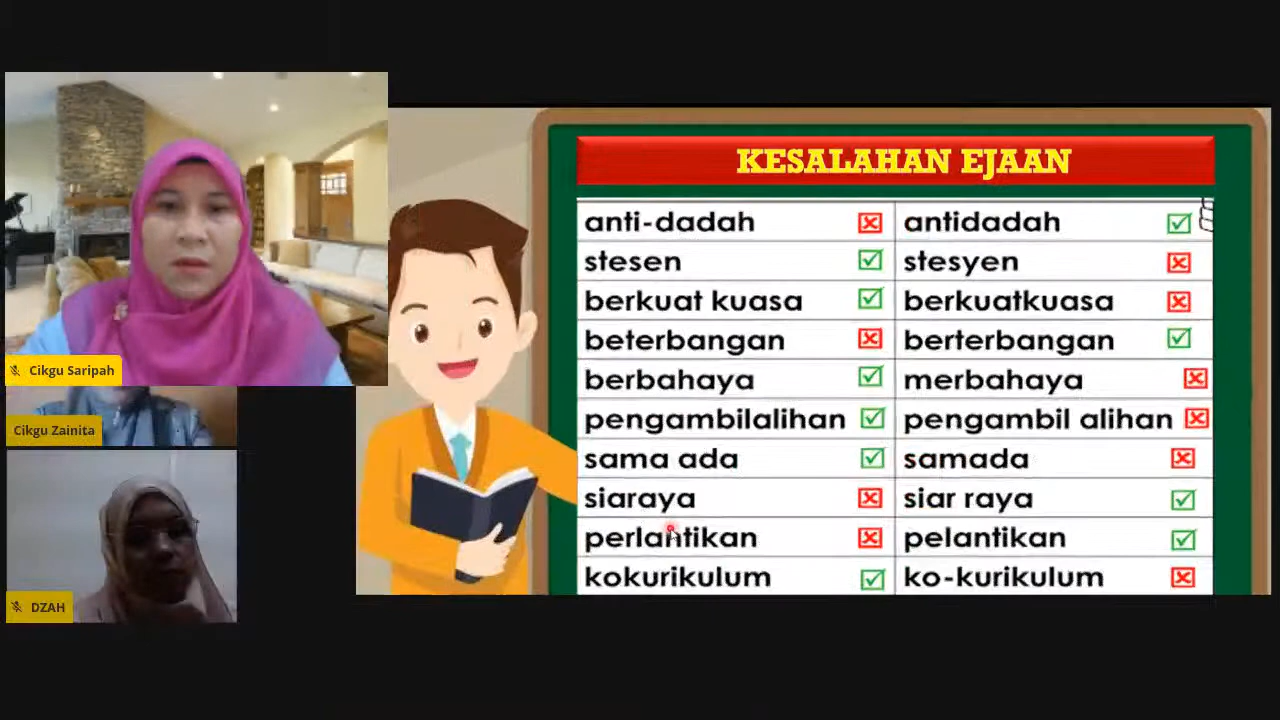 KESALAHAN EJAAN
anti-dadah antidadah
stesen stesyen
berkuat kuasa berkuatkuasa
beterbangan berterbangan
berbahaya merbahaya
pengambilalihan pengambil alihan
sama ada samada
siaraya siar raya
perlantikan pelantikan
kokurikulum ko-kurikulum
Cikgu Saripah
Cikgu Zainita
DZAH